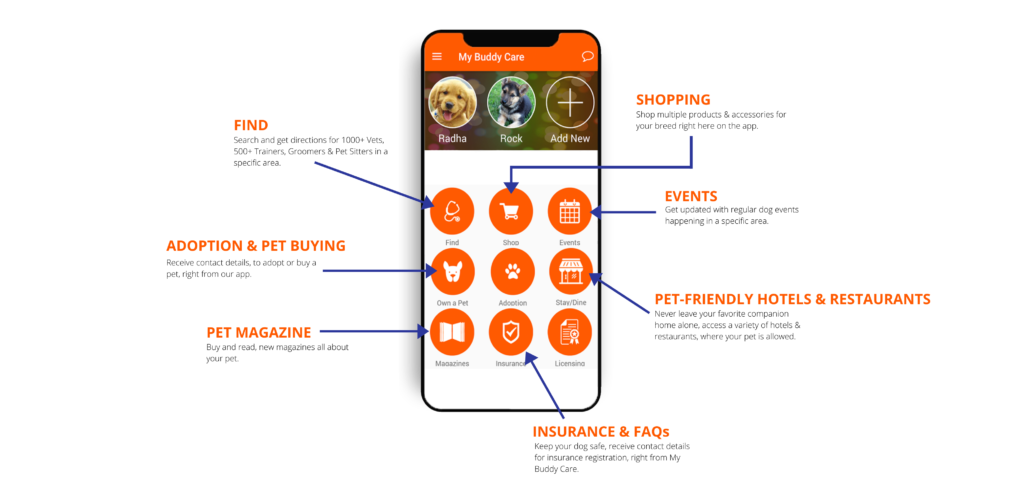 My Buddy Care
Radha
Rock
Add New
FIND
Search and get directions for 1000+ Vets,
500+ Trainers, Groomers & Pet Sitters in a
specific area.
SHOPPING
Shop multiple products & accessories for
your breed right here on the app.
EVENTS
Get updated with regular dog events
happening in a specific area.
ADOPTION & PET BUYING
Receive contact details, to adopt or buy a
pet, right from our app.
PET-FRIENDLY HOTELS & RESTAURANTS
Never leave your favorite companion
home alone, access a variety of hotels &
restaurants, where your pet is allowed.
PET MAGAZINE
Buy and read, new magazines all about
your pet.
Find
Shop
Events
Own a Pet
Adoption
Stay/Dine
Magazines
Insurance
Licensing
INSURANCE & FAQs
Keep your dog safe, receive contact details
for insurance registration, right from My
Buddy Care.